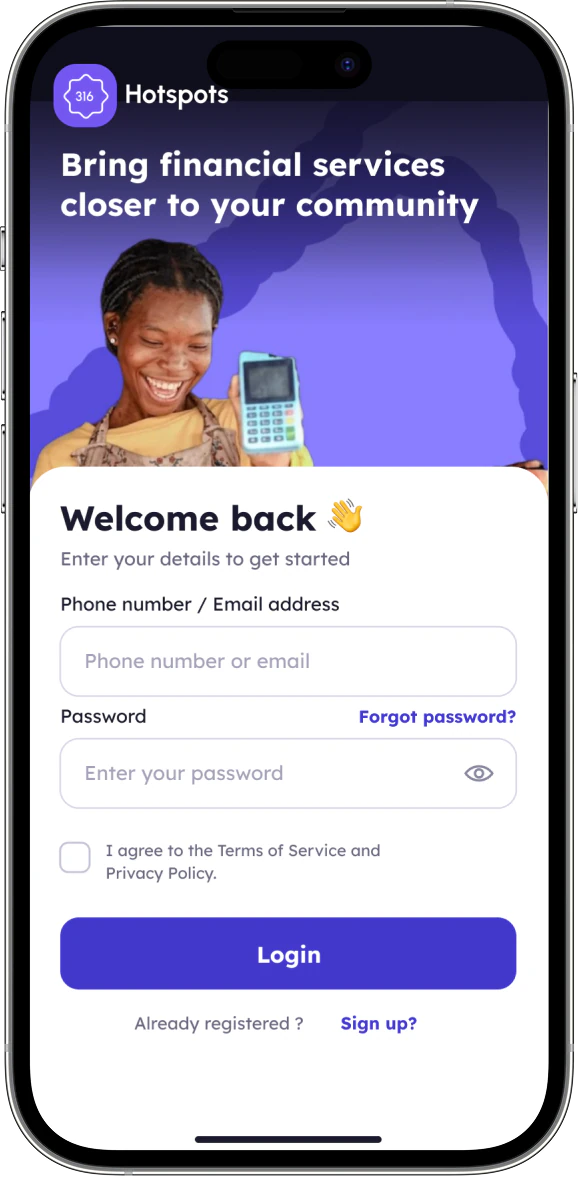 316
Hotspots
Bring financial services
closer to your community
Welcome back 👋
Enter your details to get started
Phone number / Email address
Phone number or email
Password Forgot password?
Enter your password
I agree to the Terms of Service and
Privacy Policy.
Login
Already registered ? Sign up?